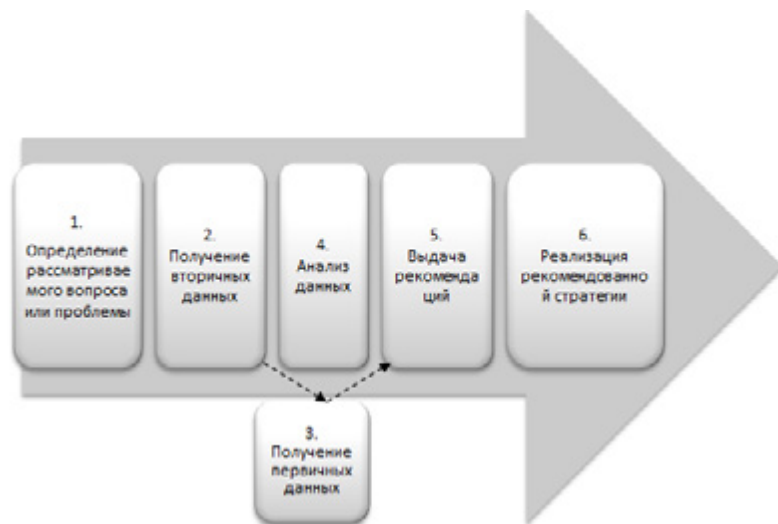 1.
Определение
рассматривае
мого вопроса
или проблемы
2.
Получение
вторичных
данных
4.
Анализ
данных
5.
Выдача
рекоменда
ций
6.
Реализация
рекомендованно
й стратегии
3.
Получение
первичных
данных